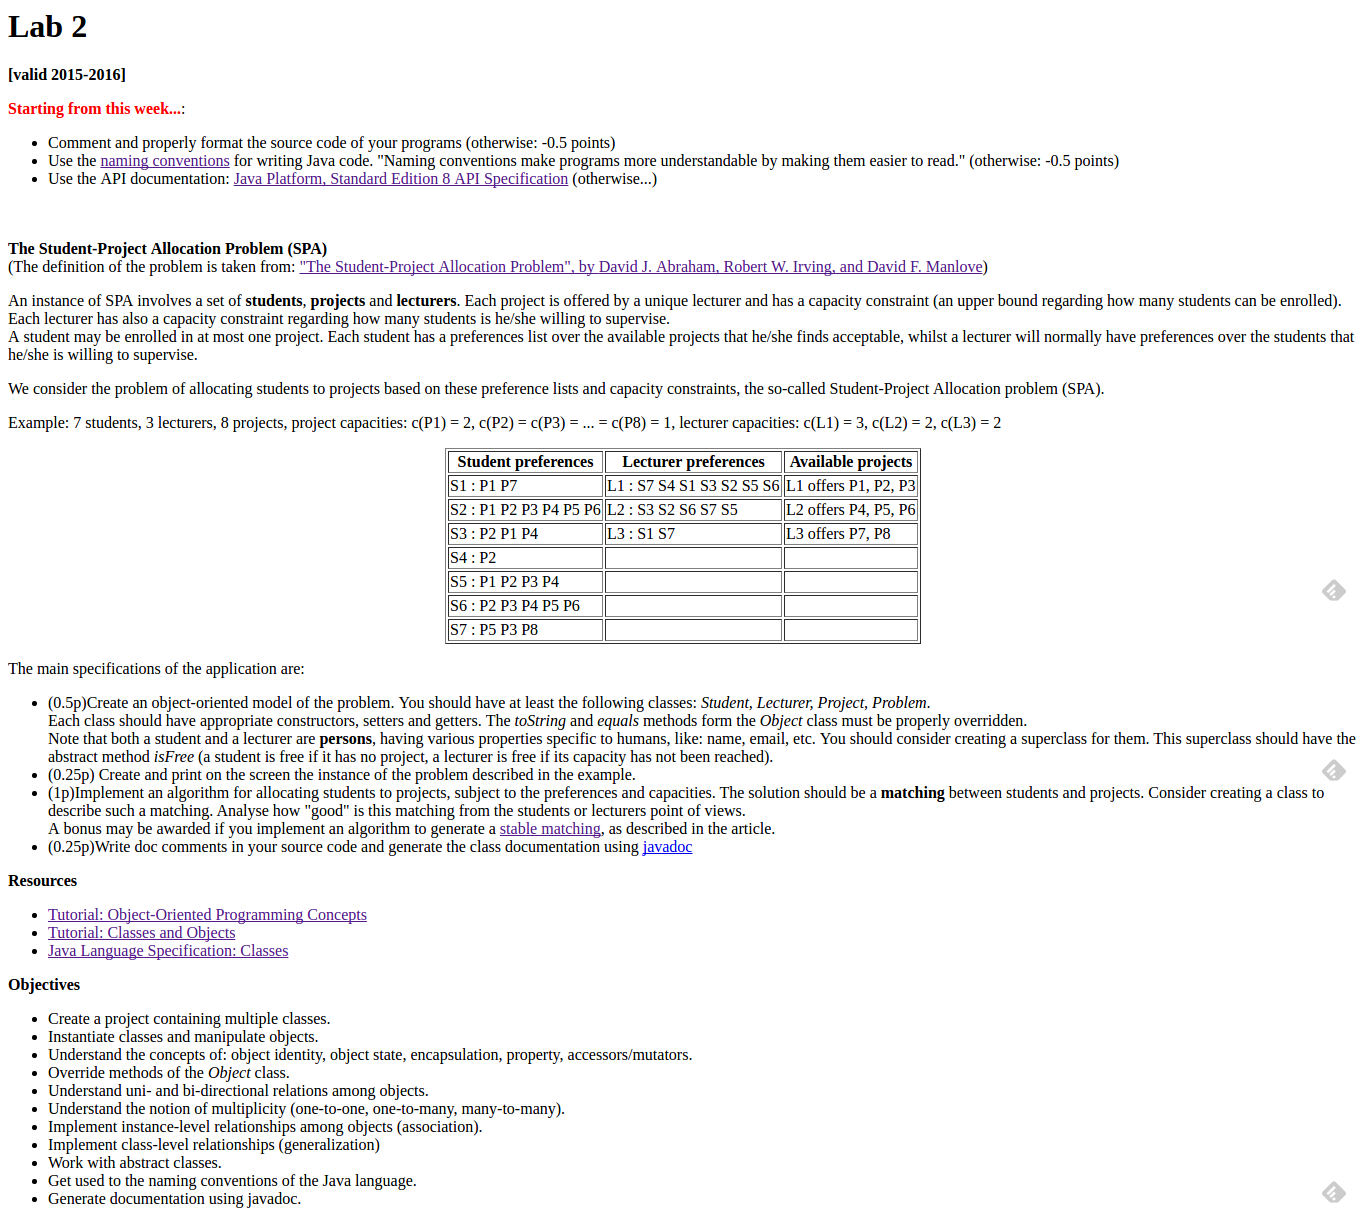 Lab 2
[valid 2015-2016]
Starting from this week...:
Comment and properly format the source code of your programs (otherwise: -0.5 points)
Use the naming conventions for writing Java code. "Naming conventions make programs more understandable by making them easier to read." (otherwise: -0.5 points)
Use the API documentation: Java Platform, Standard Edition 8 API Specification (otherwise...)
The Student-Project Allocation Problem (SPA)
(The definition of the problem is taken from: "The Student-Project Allocation Problem", by David J. Abraham, Robert W. Irving, and David F. Manlove)
An instance of SPA involves a set of students, projects and lecturers. Each project is offered by a unique lecturer and has a capacity constraint (an upper bound regarding how many students can be enrolled).
Each lecturer has also a capacity constraint regarding how many students is he/she willing to supervise.
A student may be enrolled in at most one project. Each student has a preferences list over the available projects that he/she finds acceptable, whilst a lecturer will normally have preferences over the students that
he/she is willing to supervise.
We consider the problem of allocating students to projects based on these preference lists and capacity constraints, the so-called Student-Project Allocation problem (SPA).
Example: 7 students, 3 lecturers, 8 projects, project capacities: c(P1) = 2, c(P2) = c(P3) = ... = c(P8) = 1, lecturer capacities: c(L1) = 3, c(L2) = 2, c(L3) = 2
Student preferences Lecturer preferences Available projects
S1 : P1 P7 L1 : S7 S4 S1 S3 S2 S5 S6 L1 offers P1, P2, P3
S2 : P1 P2 P3 P4 P5 P6 L2 : S3 S2 S6 S7 S5 L2 offers P4, P5, P6
S3 : P2 P1 P4 L3 : S1 S7 L3 offers P7, P8
S4 : P2
S5 : P1 P2 P3 P4
S6 : P2 P3 P4 P5 P6
S7 : P5 P3 P8
The main specifications of the application are:
(0.5p)Create an object-oriented model of the problem. You should have at least the following classes: Student, Lecturer, Project, Problem.
Each class should have appropriate constructors, setters and getters. The toString and equals methods form the Object class must be properly overridden.
Note that both a student and a lecturer are persons, having various properties specific to humans, like: name, email, etc. You should consider creating a superclass for them. This superclass should have the
abstract method isFree (a student is free if it has no project, a lecturer is free if its capacity has not been reached).
(0.25p) Create and print on the screen the instance of the problem described in the example.
(1p)Implement an algorithm for allocating students to projects, subject to the preferences and capacities. The solution should be a matching between students and projects. Consider creating a class to
describe such a matching. Analyse how "good" is this matching from the students or lecturers point of views.
A bonus may be awarded if you implement an algorithm to generate a stable matching, as described in the article.
(0.25p)Write doc comments in your source code and generate the class documentation using javadoc
Resources
Tutorial: Object-Oriented Programming Concepts
Tutorial: Classes and Objects
Java Language Specification: Classes
Objectives
Create a project containing multiple classes.
Instantiate classes and manipulate objects.
Understand the concepts of: object identity, object state, encapsulation, property, accessors/mutators.
Override methods of the Object class.
Understand uni- and bi-directional relations among objects.
Understand the notion of multiplicity (one-to-one, one-to-many, many-to-many).
Implement instance-level relationships among objects (association).
Implement class-level relationships (generalization)
Work with abstract classes.
Get used to the naming conventions of the Java language.
Generate documentation using javadoc.